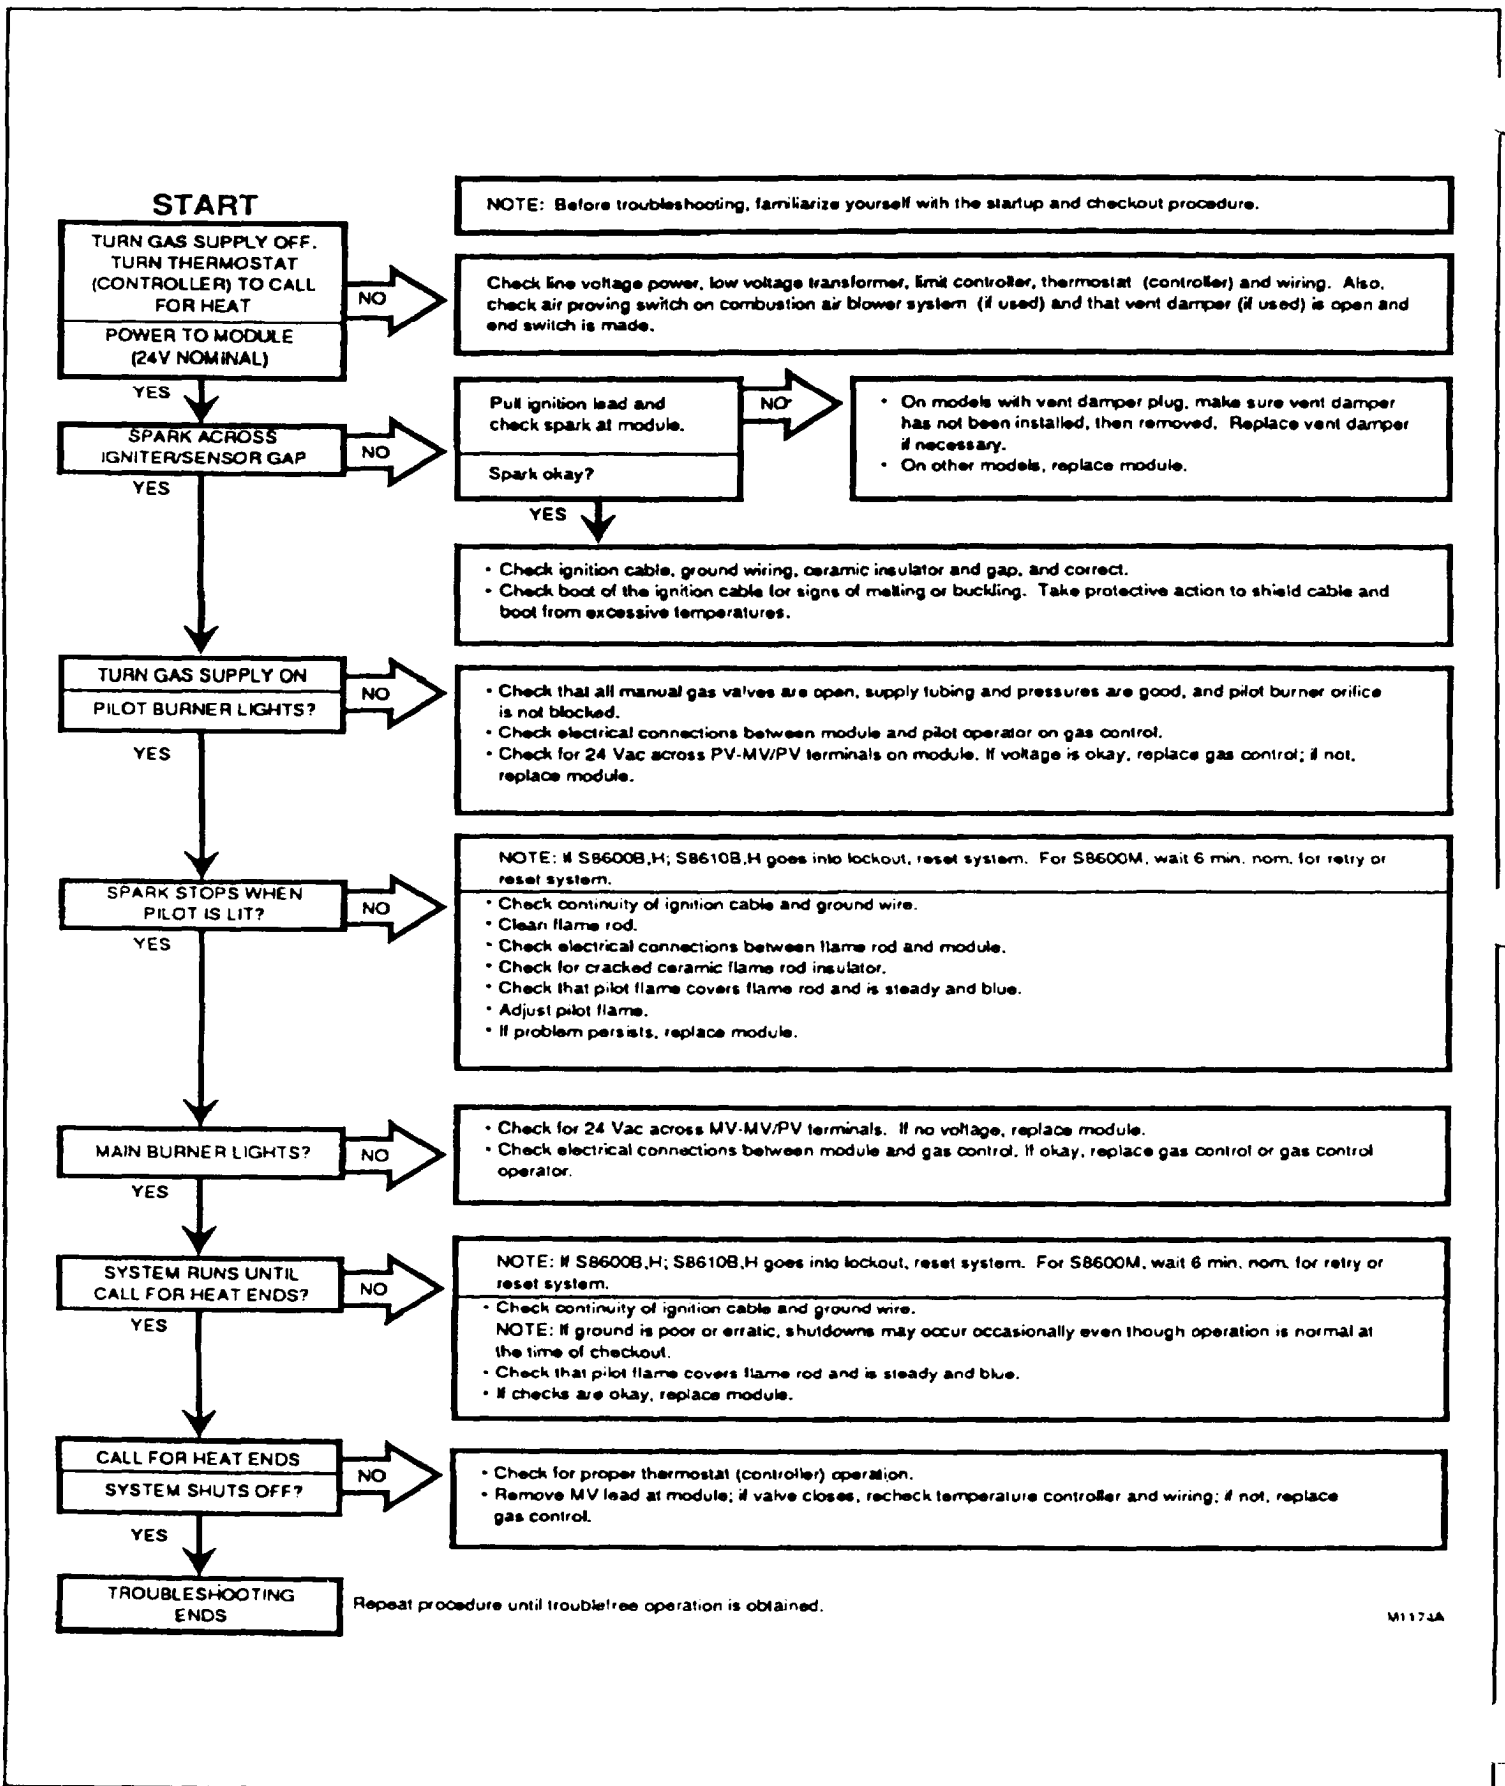 START
NOTE: Before troubleshooting, familiarize yourself with the startup and checkout procedure.
TURN GAS SUPPLY OFF.
TURN THERMOSTAT
(CONTROLLER) TO CALL
FOR HEAT
POWER TO MODULE
(24V NOMINAL)
NO
Check line voltage power, low voltage transformer, limit controller, thermostat (controller) and wiring. Also,
check air proving switch on combustion air blower system (if used) and that vent damper (if used) is open and
end switch is made.
YES
SPARK ACROSS
IGNITER/SENSOR GAP
NO
Pull ignition lead and
check spark at module.
Spark okay?
NO
• On models with vent damper plug, make sure vent damper
has not been installed, then removed. Replace vent damper
if necessary.
• On other models, replace module.
YES
YES
• Check ignition cable, ground wiring, ceramic insulator and gap, and correct.
• Check boot of the ignition cable for signs of melting or buckling. Take protective action to shield cable and
boot from excessive temperatures.
TURN GAS SUPPLY ON
PILOT BURNER LIGHTS?
NO
• Check that all manual gas valves are open, supply tubing and pressures are good, and pilot burner orifice
is not blocked.
• Check electrical connections between module and pilot operator on gas control.
• Check for 24 Vac across PV-MV/PV terminals on module. If voltage is okay, replace gas control; if not,
replace module.
YES
SPARK STOPS WHEN
PILOT IS LIT?
NO
NOTE: If S8600B,H; S8610B,H goes into lockout, reset system. For S8600M, wait 6 min. nom. for retry or
reset system.
• Check continuity of ignition cable and ground wire.
• Clean flame rod.
• Check electrical connections between flame rod and module.
• Check for cracked ceramic flame rod insulator.
• Check that pilot flame covers flame rod and is steady and blue.
• Adjust pilot flame.
• If problem persists, replace module.
YES
MAIN BURNER LIGHTS?
NO
• Check for 24 Vac across MV-MV/PV terminals. If no voltage, replace module.
• Check electrical connections between module and gas control. If okay, replace gas control or gas control
operator.
YES
SYSTEM RUNS UNTIL
CALL FOR HEAT ENDS?
NO
NOTE: If S8600B,H; S8610B,H goes into lockout, reset system. For S8600M, wait 6 min. nom. for retry or
reset system.
• Check continuity of ignition cable and ground wire.
NOTE: If ground is poor or erratic, shutdowns may occur occasionally even though operation is normal at
the time of checkout.
• Check that pilot flame covers flame rod and is steady and blue.
• If checks are okay, replace module.
YES
CALL FOR HEAT ENDS
SYSTEM SHUTS OFF?
NO
• Check for proper thermostat (controller) operation.
• Remove MV lead at module; if valve closes, recheck temperature controller and wiring; if not, replace
gas control.
YES
TROUBLESHOOTING
ENDS
Repeat procedure until troublefree operation is obtained.
M1174A